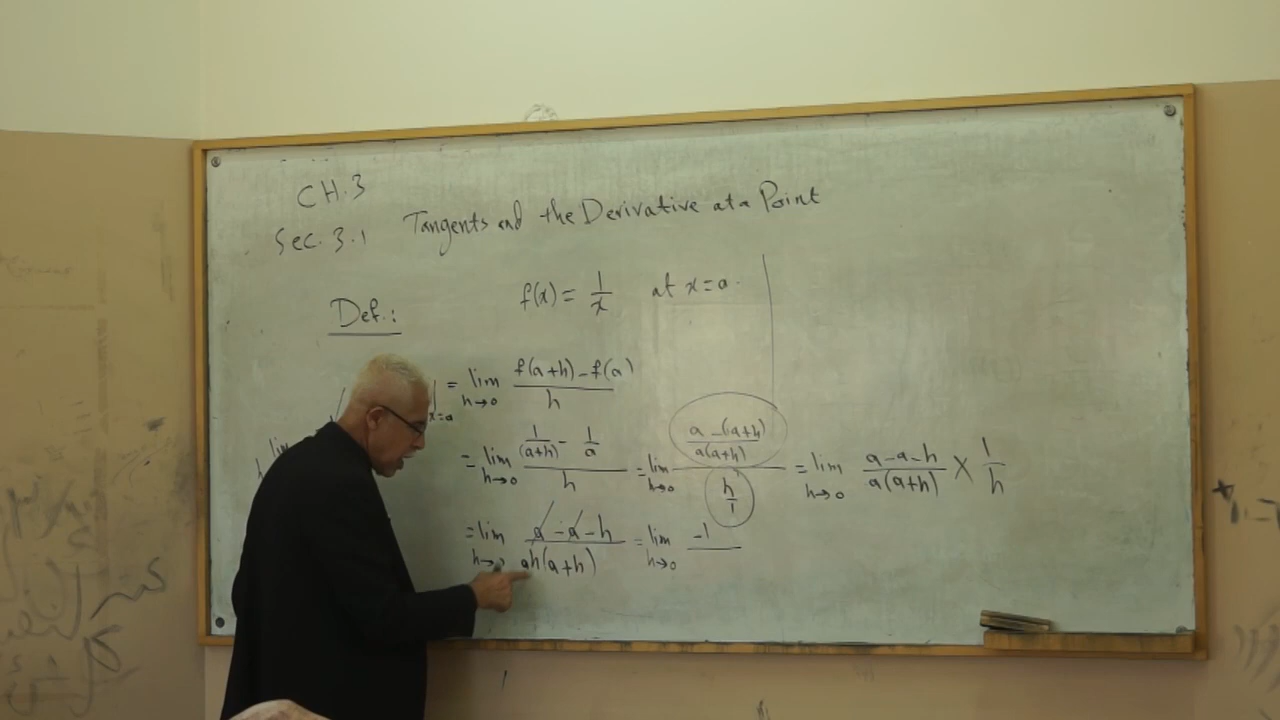 CH.3
Sec. 3.1 Tangents and the Derivative at a Point
Def.:
f(x) = 1/x at x=a.
|x=a = lim h→0 (f(a+h) - f(a))/h
= lim h→0 (1/(a+h) - 1/a)/h = lim h→0 ((a-(a+h))/(a(a+h)))/(h/1) = lim h→0 (a-a-h)/(a(a+h)) × 1/h
= lim h→0 (a-a-h)/(ah(a+h)) = lim h→0 -1
lim